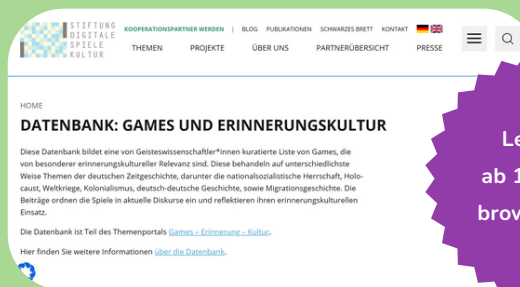 STIFTUNG
DIGITALE
SPIELE
KULTUR
KOOPERATIONSPARTNER WERDEN | BLOG PUBLIKATIONEN SCHWARZES BRETT KONTAKT
THEMEN PROJEKTE ÜBER UNS PARTNERÜBERSICHT PRESSE
HOME
DATENBANK: GAMES UND ERINNERUNGSKULTUR
Diese Datenbank bildet eine von Geisteswissenschaftler*innen kuratierte Liste von Games, die
von besonderer erinnerungskultureller Relevanz sind. Diese behandeln auf unterschiedlichste
Weise Themen der deutschen Zeitgeschichte, darunter die nationalsozialistische Herrschaft, Holo-
caust, Weltkriege, Kolonialismus, deutsch-deutsche Geschichte, sowie Migrationsgeschichte. Die
Beiträge ordnen die Spiele in aktuelle Diskurse ein und reflektieren ihren erinnerungskulturellen
Einsatz.
Die Datenbank ist Teil des Themenportals Games – Erinnerung – Kultur.
Hier finden Sie weitere Informationen über die Datenbank.
Le
ab 1
brow